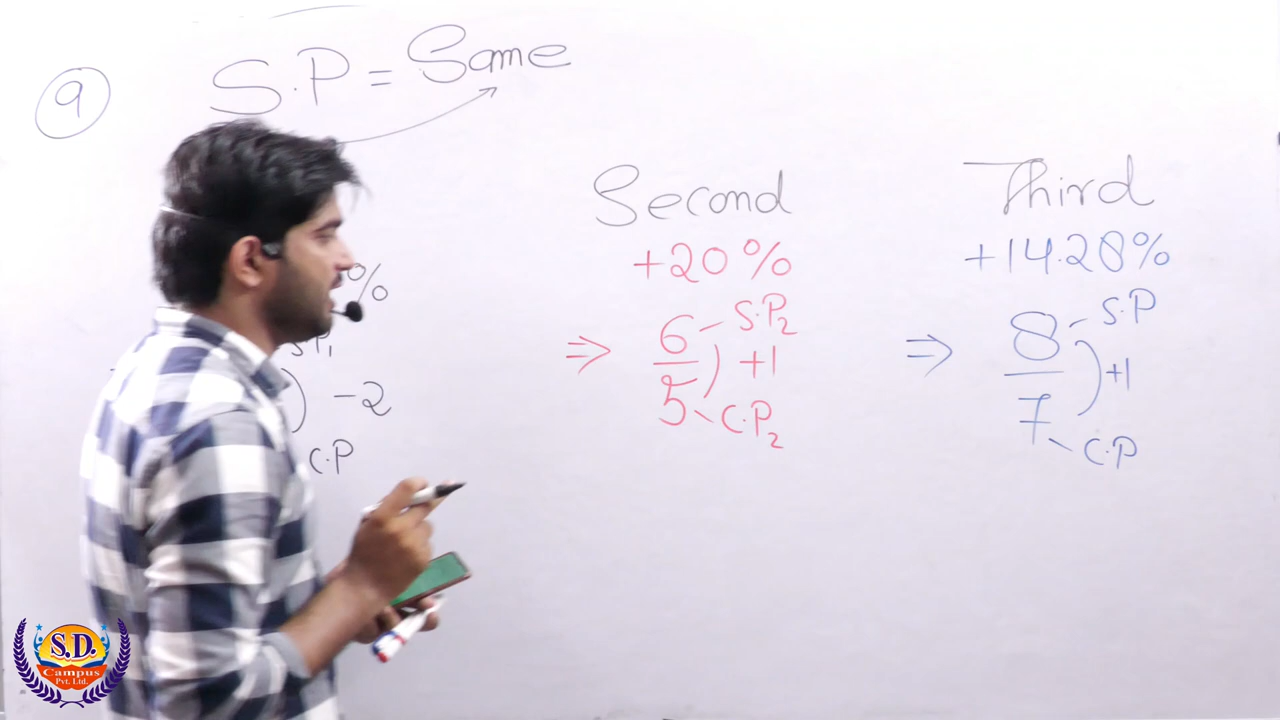 9
S.P = Same
%
-2
C.P
Second
+20%
⇒ 6 - S.P₂
+1
5 - C.P₂
Third
+14.28%
⇒ 8 - S.P
+1
7 - C.P
S.D.
Campus
Pvt. Ltd.